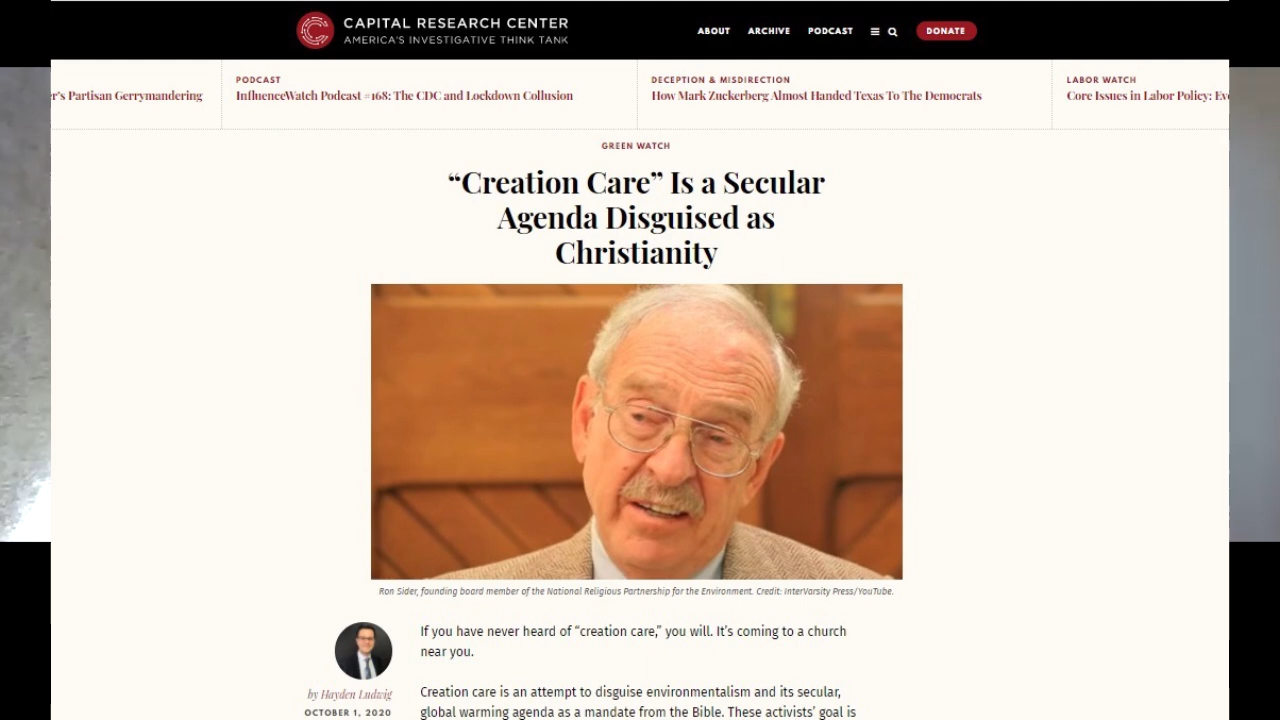 CAPITAL RESEARCH CENTER
AMERICA'S INVESTIGATIVE THINK TANK
ABOUT ARCHIVE PODCAST DONATE
r's Partisan Gerrymandering
PODCAST
InfluenceWatch Podcast #168: The CDC and Lockdown Collusion
DECEPTION & MISDIRECTION
How Mark Zuckerberg Almost Handed Texas To The Democrats
LABOR WATCH
Core Issues in Labor Policy: Ev
GREEN WATCH
“Creation Care” Is a Secular
Agenda Disguised as
Christianity
Ron Sider, founding board member of the National Religious Partnership for the Environment. Credit: InterVarsity Press/YouTube.
by Hayden Ludwig
OCTOBER 1, 2020
If you have never heard of “creation care,” you will. It’s coming to a church
near you.
Creation care is an attempt to disguise environmentalism and its secular,
global warming agenda as a mandate from the Bible. These activists’ goal is